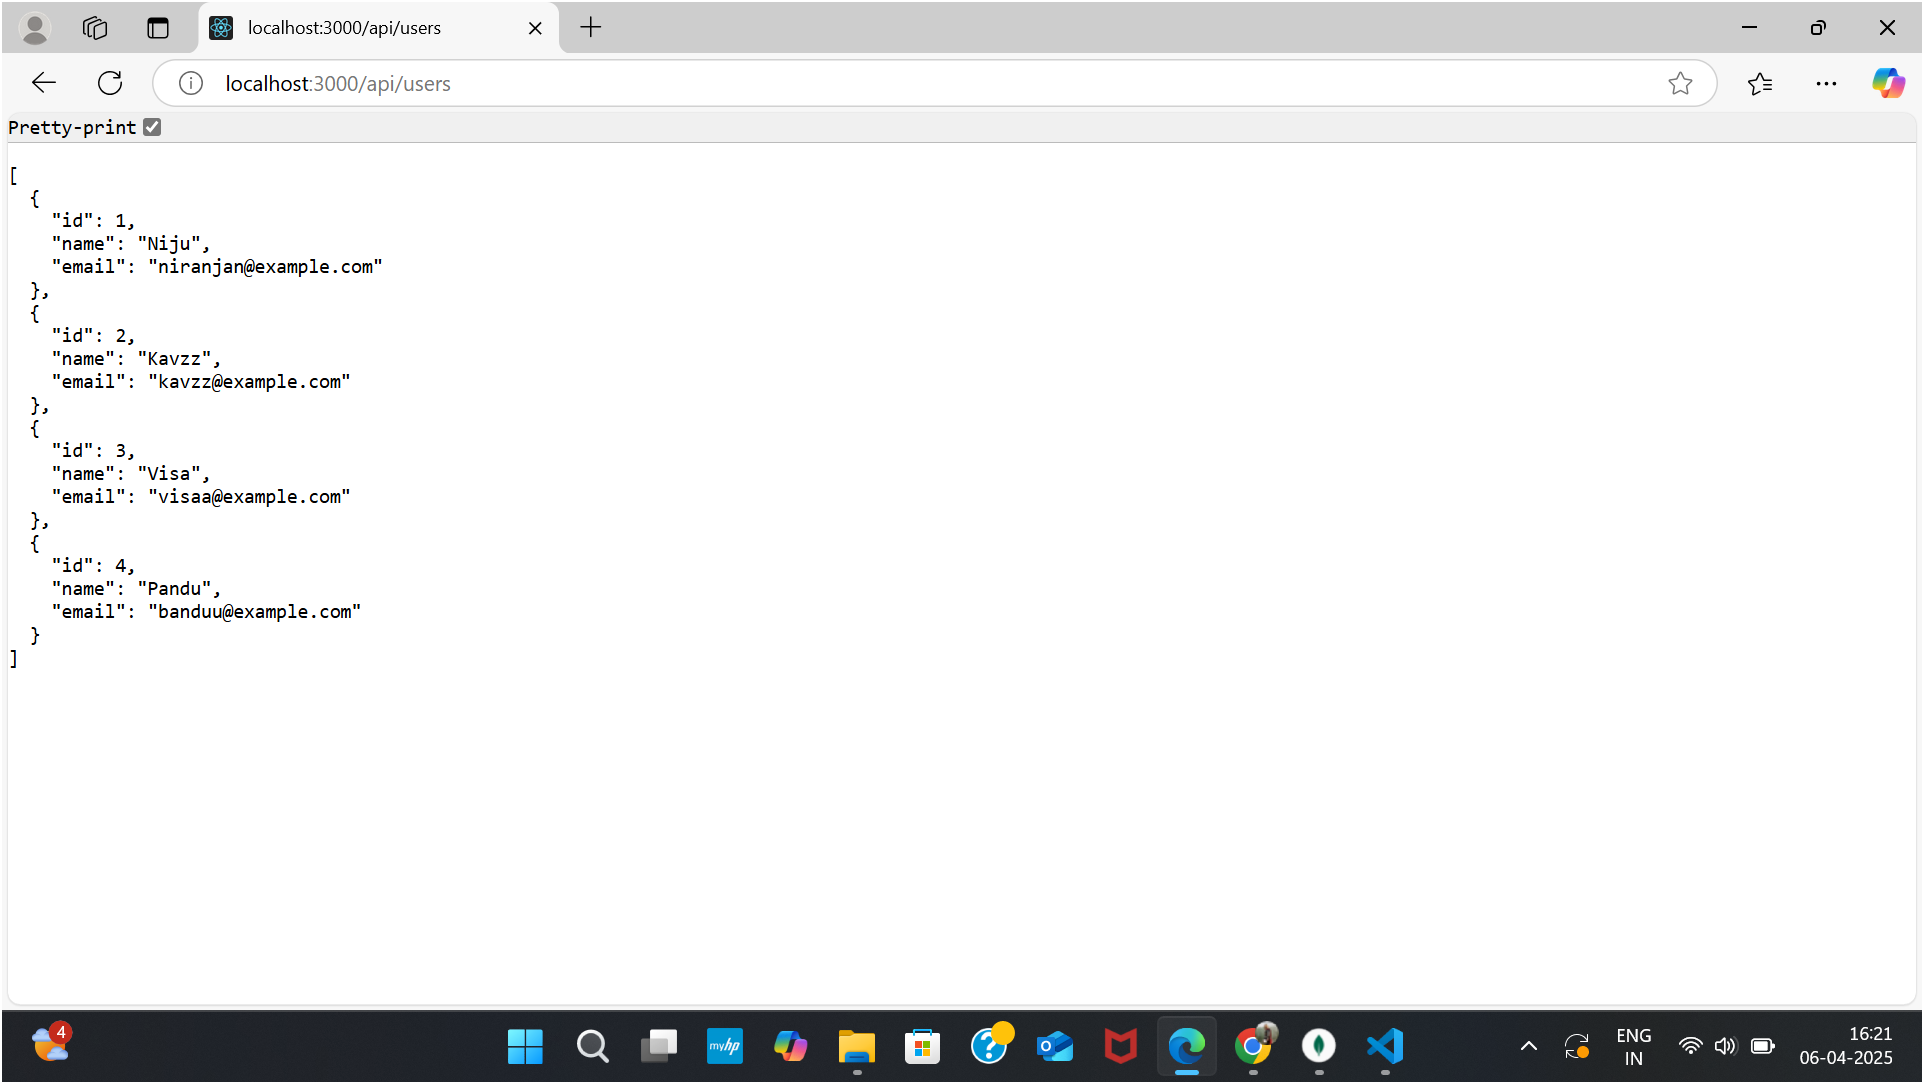 localhost:3000/api/users
localhost:3000/api/users
Pretty-print
[
  {
    "id": 1,
    "name": "Niju",
    "email": "niranjan@example.com"
  },
  {
    "id": 2,
    "name": "Kavzz",
    "email": "kavzz@example.com"
  },
  {
    "id": 3,
    "name": "Visa",
    "email": "visaa@example.com"
  },
  {
    "id": 4,
    "name": "Pandu",
    "email": "banduu@example.com"
  }
]
4
myhp
ENG
IN
16:21
06-04-2025